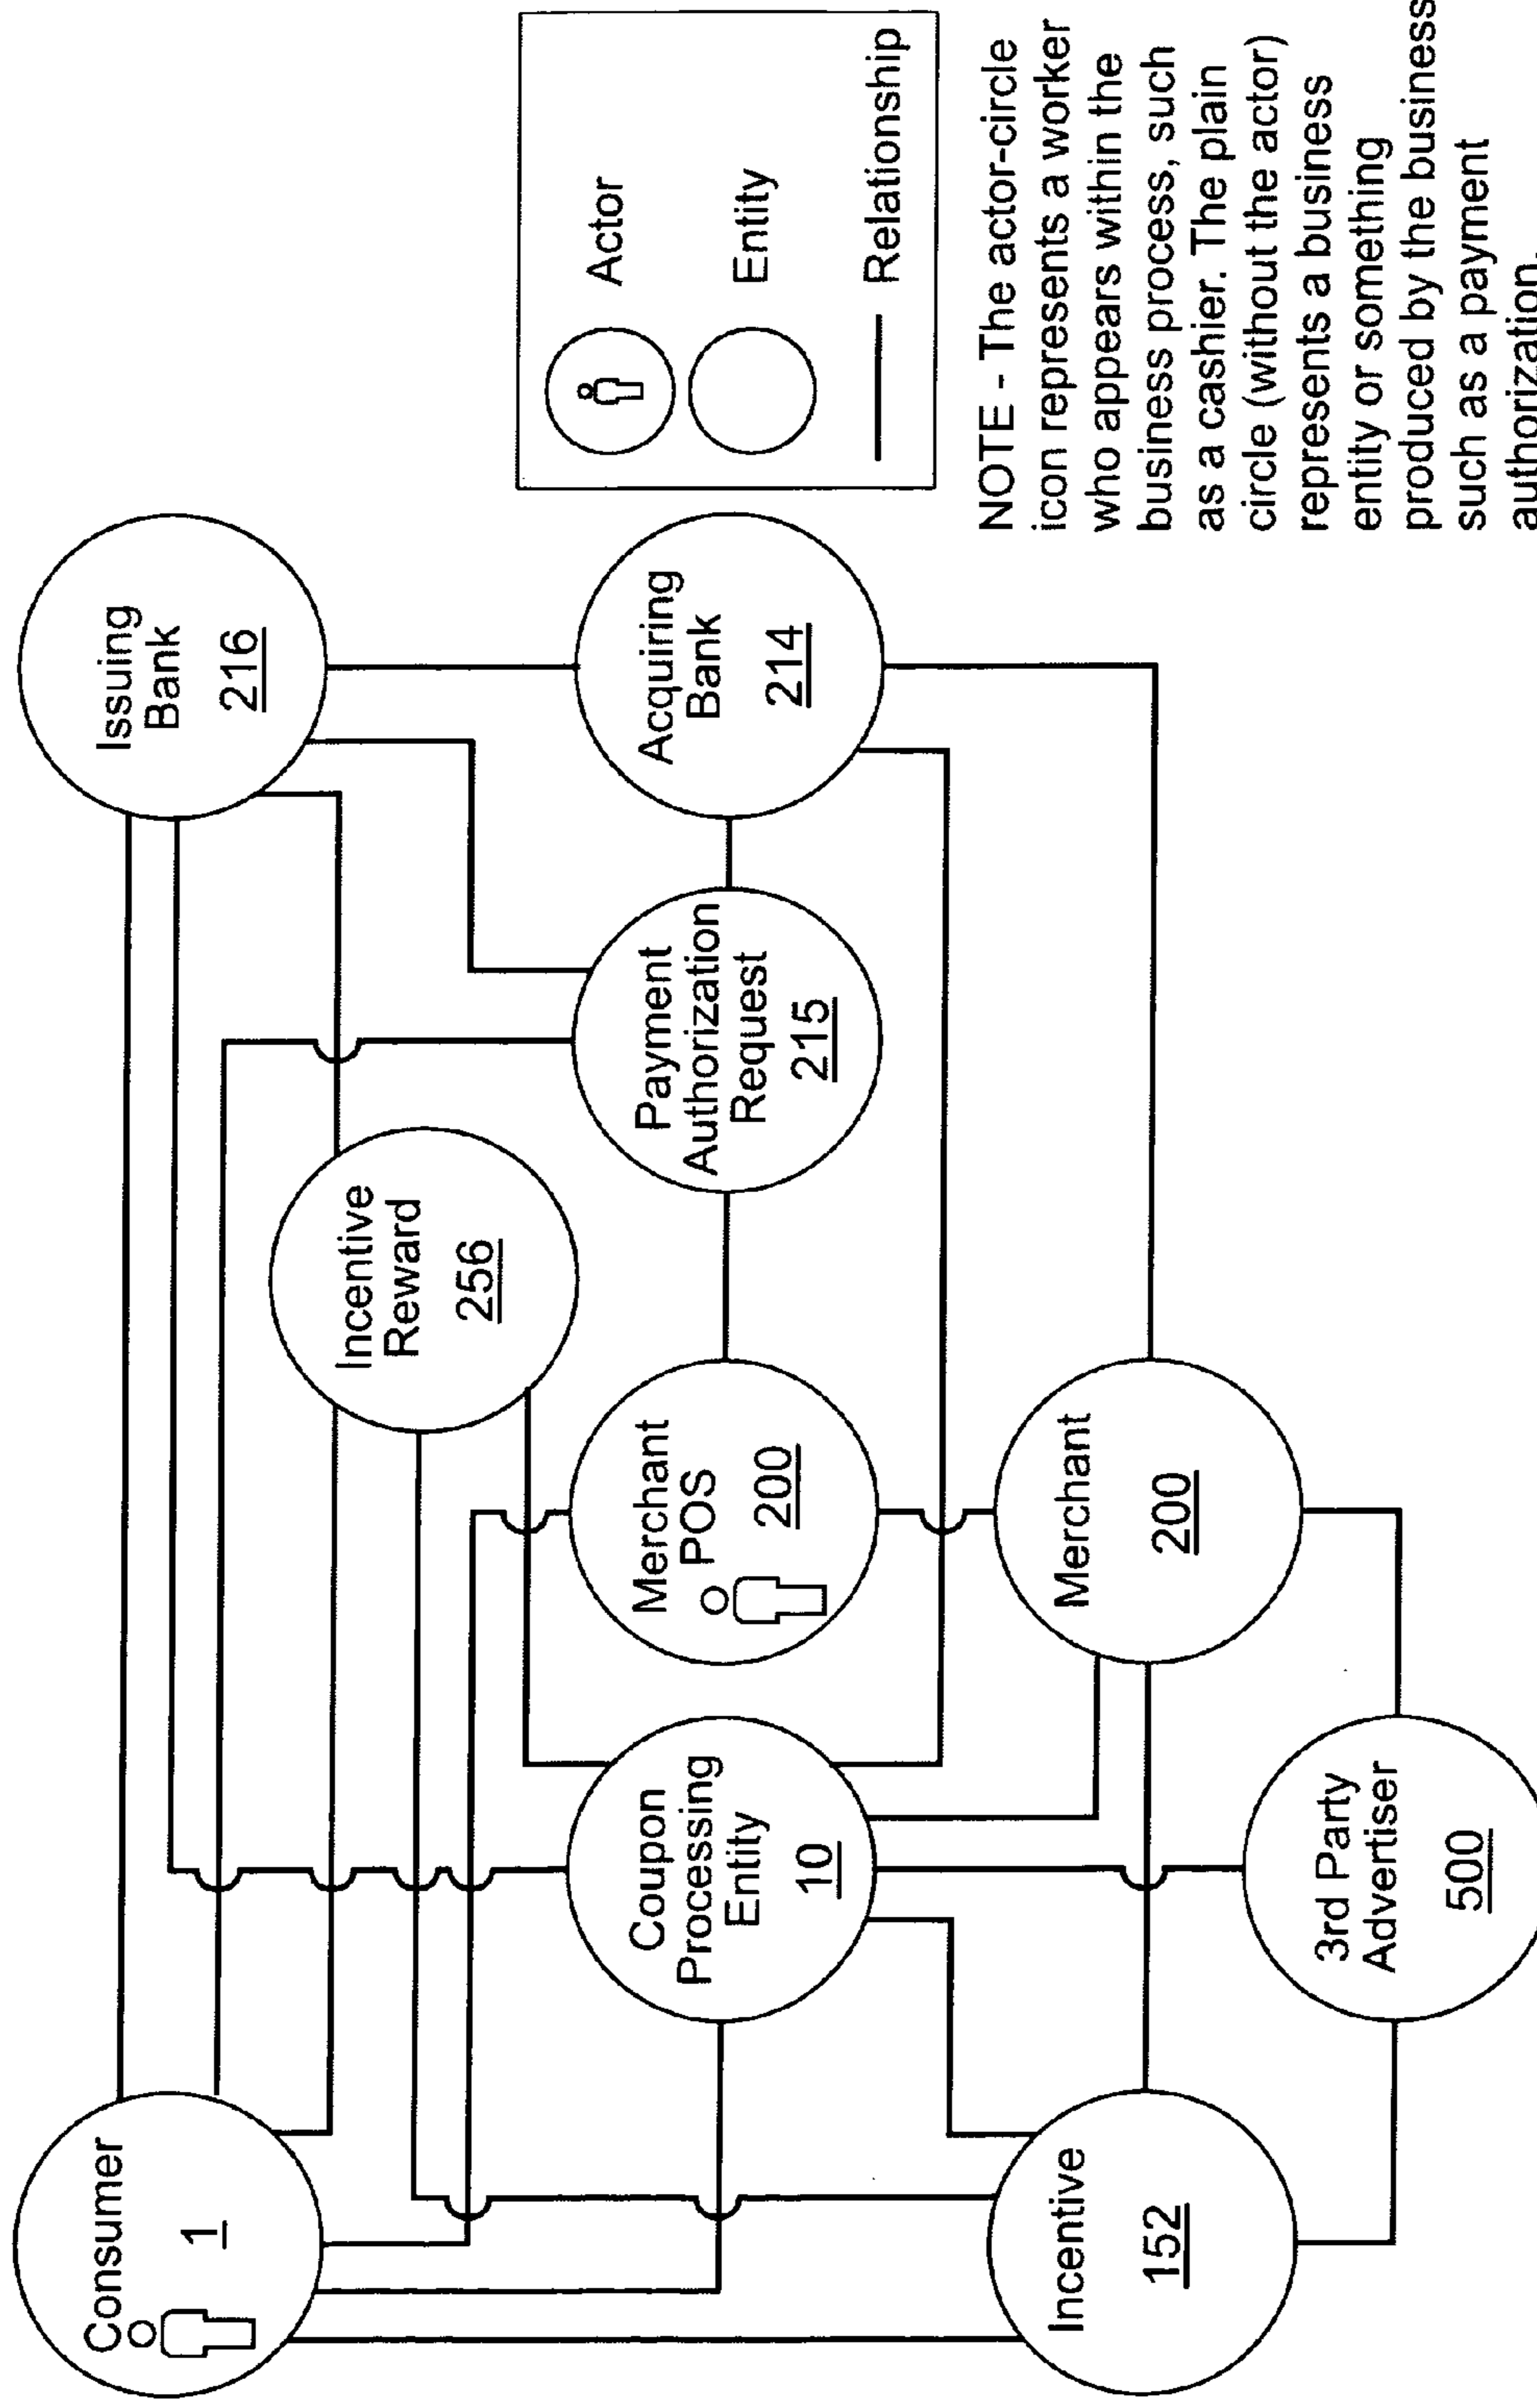 Consumer
1
Issuing
Bank
216
Incentive
Reward
256
Coupon
Processing
Entity
10
Merchant
POS
200
Payment
Authorization
Request
215
Acquiring
Bank
214
Incentive
152
Merchant
200
3rd Party
Advertiser
500
Actor
Entity
Relationship
NOTE - The actor-circle
icon represents a worker
who appears within the
business process, such
as a cashier. The plain
circle (without the actor)
represents a business
entity or something
produced by the business
such as a payment
authorization.